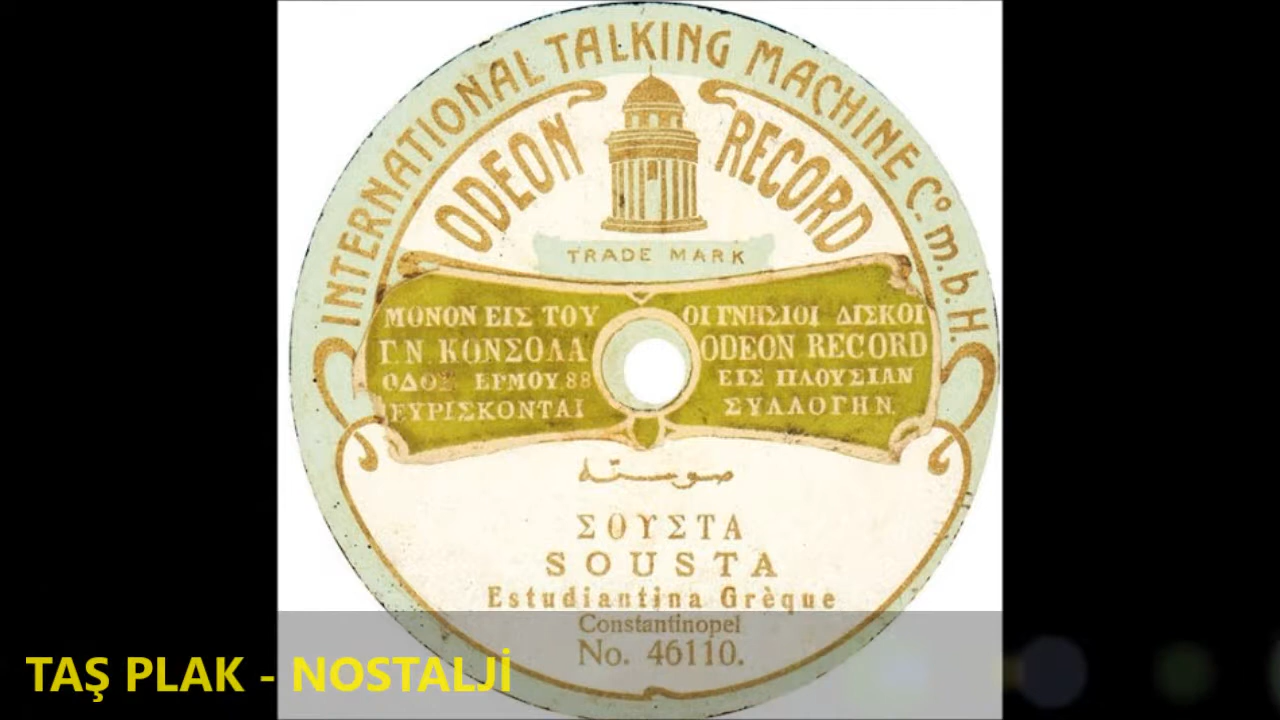 INTERNATIONAL TALKING MACHINE Co. m. b. H.
ODEON RECORD
TRADE MARK
ΜΟΝΟΝ ΕΙΣ ΤΟΥ
Γ.Ν. ΚΟΝΣΟΛΑ
ΟΔΟΣ ΕΡΜΟΥ.88
ΕΥΡΙΣΚΟΝΤΑΙ
ΟΙ ΓΝΗΣΙΟΙ ΔΙΣΚΟΙ
ODEON RECORD
ΕΙΣ ΠΛΟΥΣΙΑΝ
ΣΥΛΛΟΓΗΝ.
صوسته
ΣΟΥΣΤΑ
SOUSTA
Estudiantina Grèque
Constantinopel
No. 46110.
TAŞ PLAK - NOSTALJİ